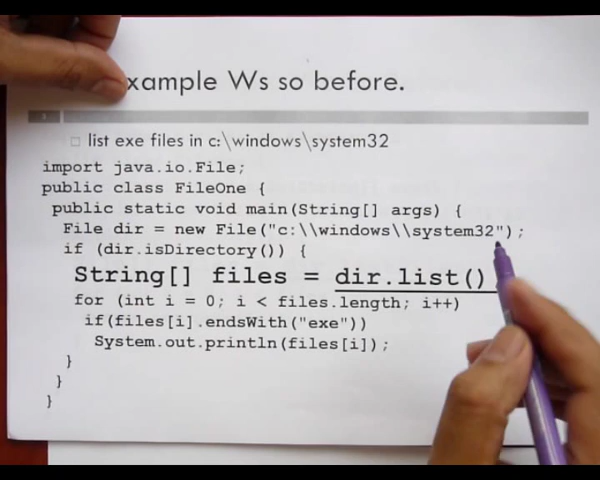 xample Ws so before.
list exe files in c:\windows\system32
import java.io.File;
public class FileOne {
public static void main(String[] args) {
File dir = new File("c:\\windows\\system32");
if (dir.isDirectory()) {
String[] files = dir.list()
for (int i = 0; i < files.length; i++)
if(files[i].endsWith("exe"))
System.out.println(files[i]);
}
}
}